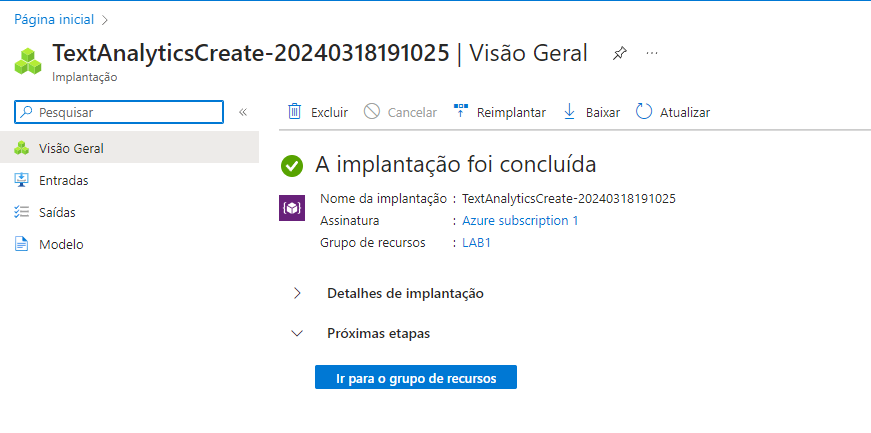 Página inicial
TextAnalyticsCreate-20240318191025 | Visão Geral
Implantação
Pesquisar
Excluir Cancelar Reimplantar Baixar Atualizar
Visão Geral
Entradas
Saídas
Modelo
A implantação foi concluída
Nome da implantação : TextAnalyticsCreate-20240318191025
Assinatura : Azure subscription 1
Grupo de recursos : LAB1
Detalhes de implantação
Próximas etapas
Ir para o grupo de recursos